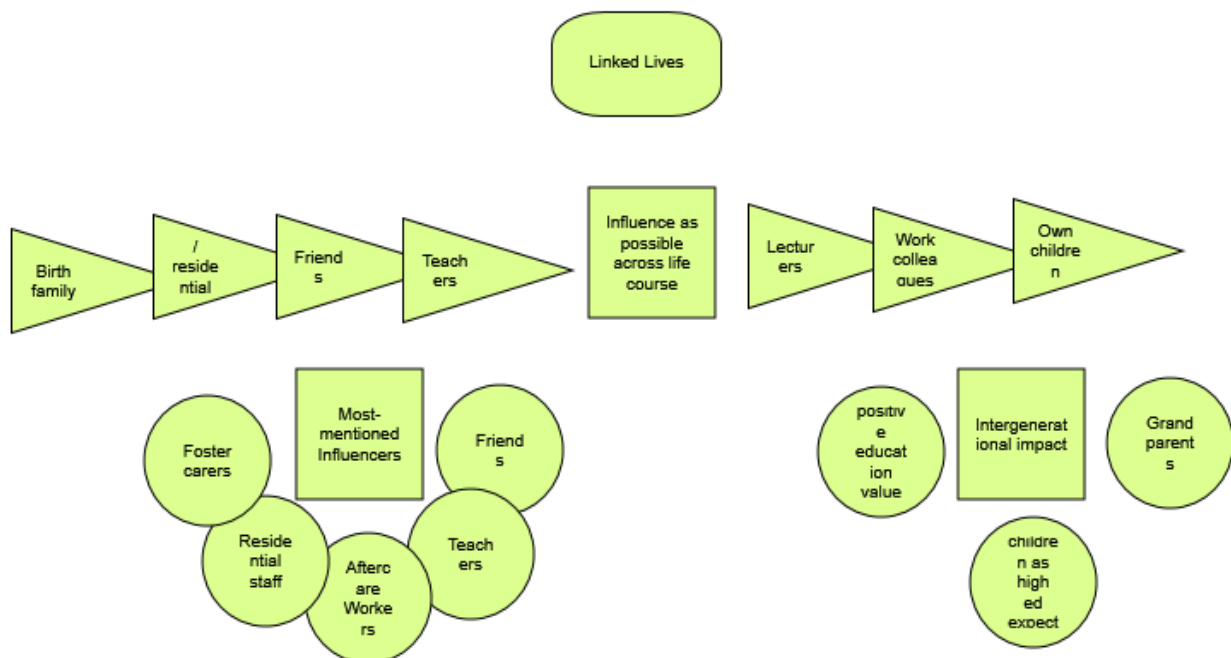 Linked Lives
Birth
family
/
reside
ntial
Friend
s
Teach
ers
Influence as
possible
across life
course
Lectur
ers
Work
collea
gues
Own
childre
n
Most-
mentioned
Influencers
Foster
carers
Reside
ntial
staff
Afterc
are
Worke
rs
Teach
ers
Friend
s
positiv
e
educat
ion
value
Intergenerat
ional impact
Grand
parent
s
childre
n as
high
ed
expect